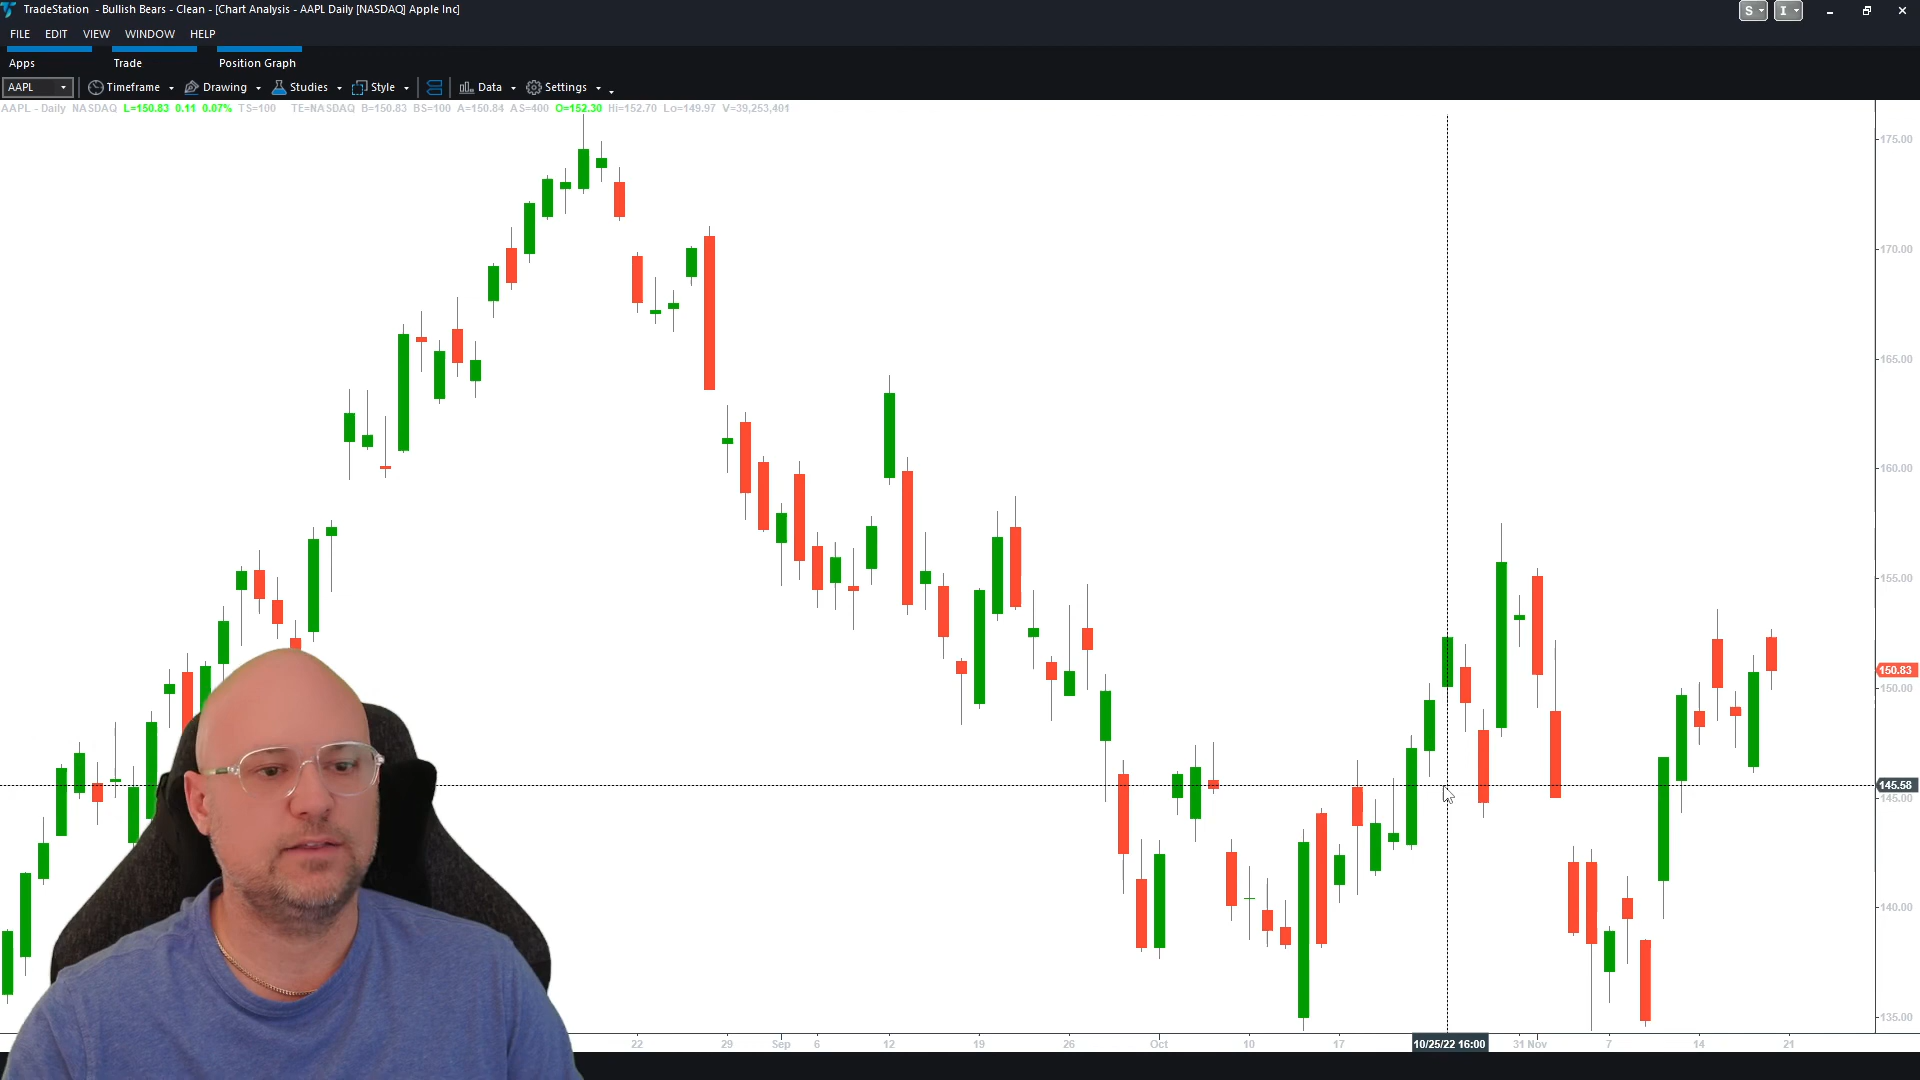 TradeStation - Bullish Bears - Clean - [Chart Analysis - AAPL Daily [NASDAQ] Apple Inc]
S
I
FILE EDIT VIEW WINDOW HELP
Apps
Trade
Position Graph
AAPL
Timeframe
Drawing
Studies
Style
Data
Settings
AAPL - Daily NASDAQ L=150.83 0.11 0.07% TS=100 TE=NASDAQ B=150.83 BS=100 A=150.84 AS=400 O=152.30 Hi=152.70 Lo=149.97 V=39,253,401
175.00
170.00
165.00
160.00
155.00
150.83
150.00
145.58
145.00
140.00
135.00
22 29 Sep 6 12 19 26 Oct 10 17 10/25/22 16:00 31 Nov 7 14 21